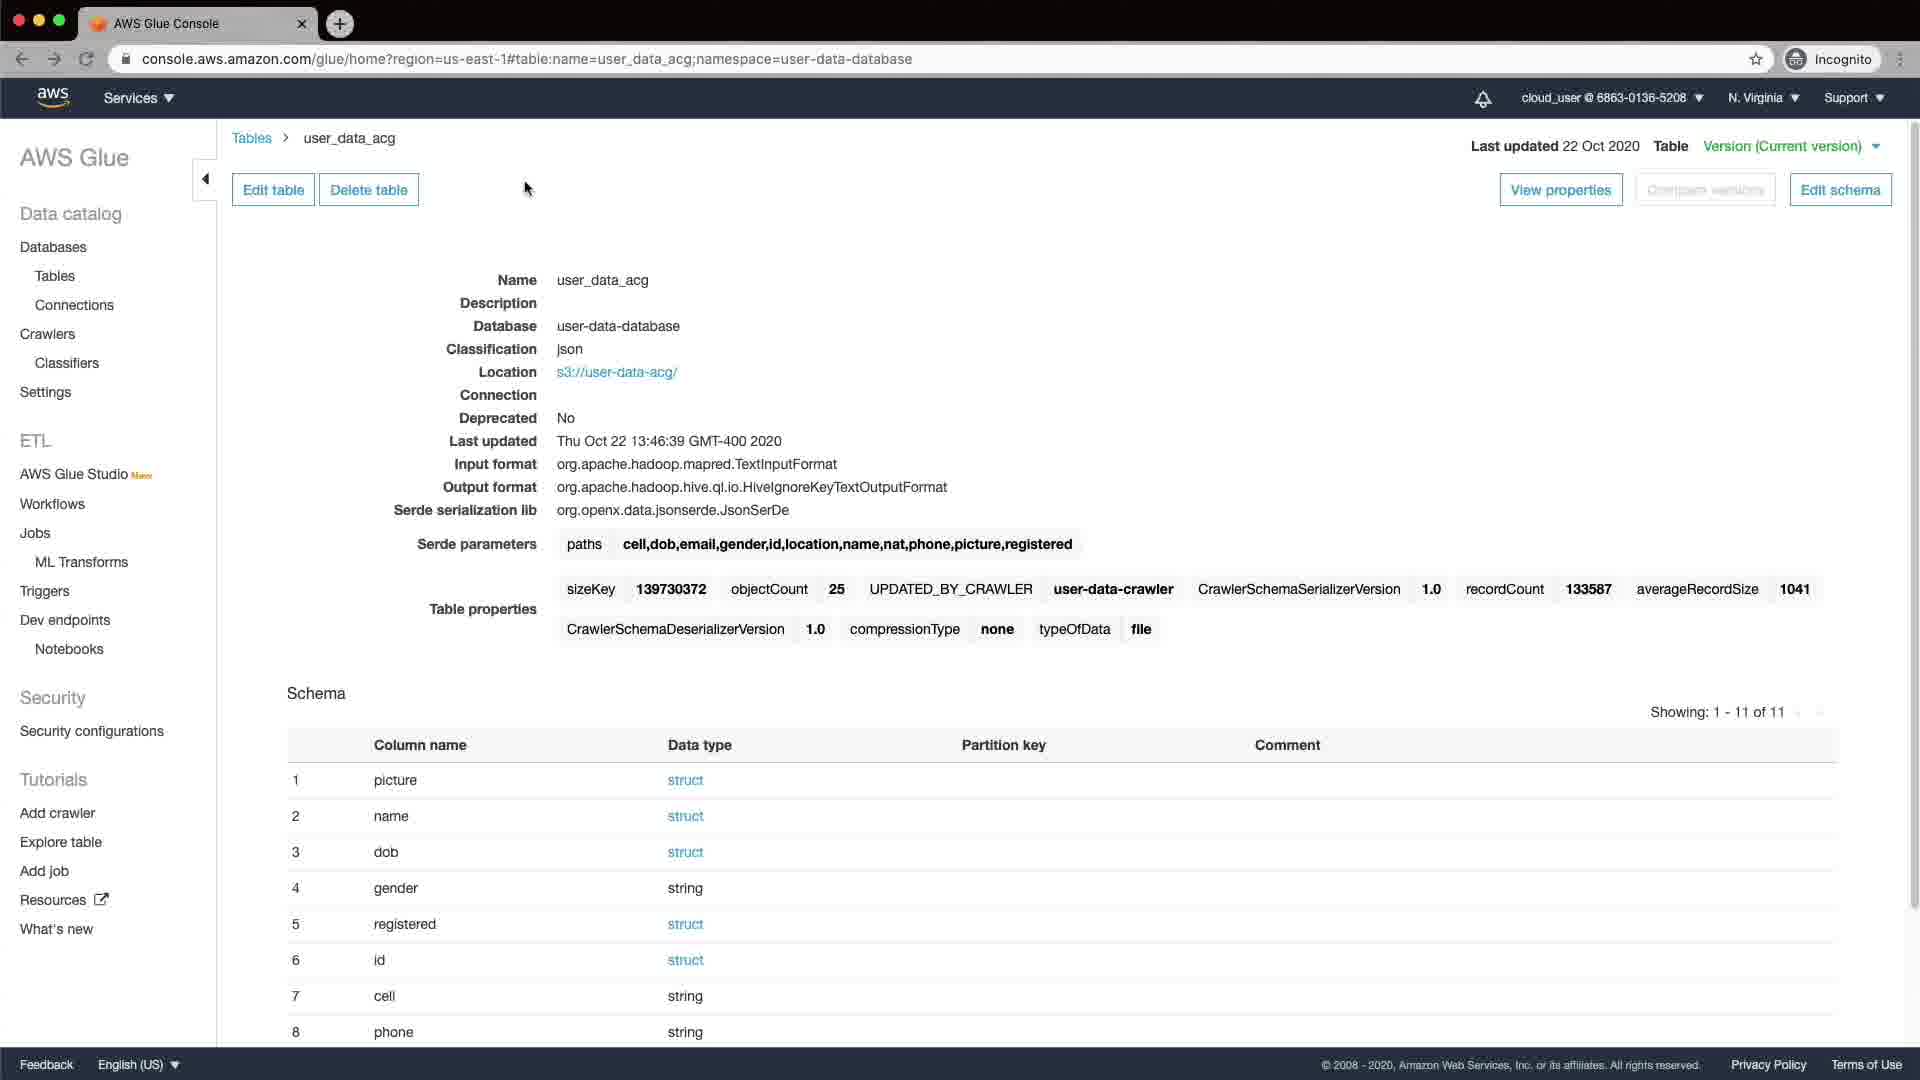 AWS Glue Console
console.aws.amazon.com/glue/home?region=us-east-1#table:name=user_data_acg;namespace=user-data-database
Incognito
aws
Services
cloud_user @ 6863-0136-5208
N. Virginia
Support
AWS Glue
Data catalog
Databases
Tables
Connections
Crawlers
Classifiers
Settings
ETL
AWS Glue Studio New
Workflows
Jobs
ML Transforms
Triggers
Dev endpoints
Notebooks
Security
Security configurations
Tutorials
Add crawler
Explore table
Add job
Resources
What's new
Tables > user_data_acg
Last updated 22 Oct 2020 Table Version (Current version)
Edit table
Delete table
View properties
Compare versions
Edit schema
Name user_data_acg
Description
Database user-data-database
Classification json
Location s3://user-data-acg/
Connection
Deprecated No
Last updated Thu Oct 22 13:46:39 GMT-400 2020
Input format org.apache.hadoop.mapred.TextInputFormat
Output format org.apache.hadoop.hive.ql.io.HiveIgnoreKeyTextOutputFormat
Serde serialization lib org.openx.data.jsonserde.JsonSerDe
Serde parameters paths cell,dob,email,gender,id,location,name,nat,phone,picture,registered
Table properties
sizeKey 139730372 objectCount 25 UPDATED_BY_CRAWLER user-data-crawler CrawlerSchemaSerializerVersion 1.0 recordCount 133587 averageRecordSize 1041
CrawlerSchemaDeserializerVersion 1.0 compressionType none typeOfData file
Schema
Showing: 1 - 11 of 11
Column name Data type Partition key Comment
1 picture struct
2 name struct
3 dob struct
4 gender string
5 registered struct
6 id struct
7 cell string
8 phone string
Feedback
English (US)
© 2008 - 2020, Amazon Web Services, Inc. or its affiliates. All rights reserved.
Privacy Policy
Terms of Use